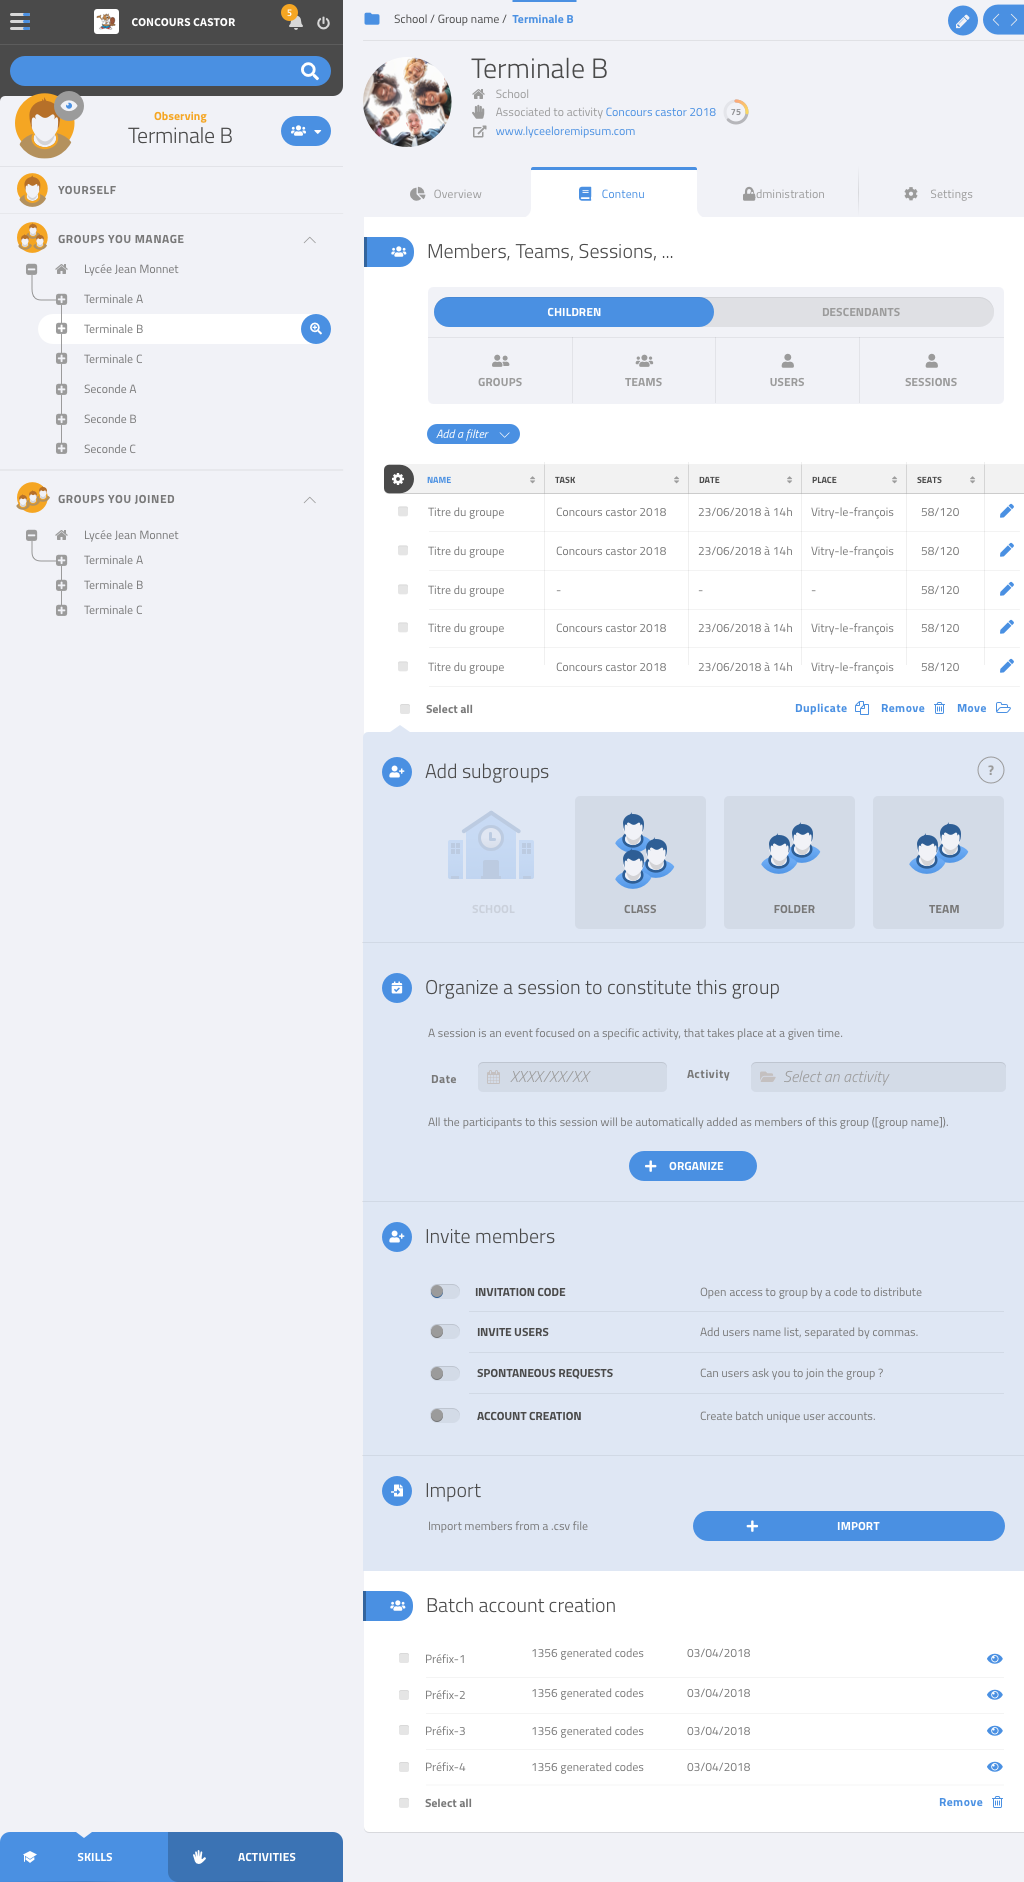 CONCOURS CASTOR
5
Observing
Terminale B
YOURSELF
GROUPS YOU MANAGE
Lycée Jean Monnet
Terminale A
Terminale B
Terminale C
Seconde A
Seconde B
Seconde C
GROUPS YOU JOINED
Lycée Jean Monnet
Terminale A
Terminale B
Terminale C
SKILLS
ACTIVITIES
School / Group name / Terminale B
Terminale B
School
Associated to activity Concours castor 2018 75
www.lyceeloremipsum.com
Overview
Contenu
dministration
Settings
Members, Teams, Sessions, ...
CHILDREN DESCENDANTS
GROUPS TEAMS USERS SESSIONS
Add a filter
NAME TASK DATE PLACE SEATS
Titre du groupe Concours castor 2018 23/06/2018 à 14h Vitry-le-françois 58/120
Titre du groupe Concours castor 2018 23/06/2018 à 14h Vitry-le-françois 58/120
Titre du groupe - - - 58/120
Titre du groupe Concours castor 2018 23/06/2018 à 14h Vitry-le-françois 58/120
Titre du groupe Concours castor 2018 23/06/2018 à 14h Vitry-le-françois 58/120
Select all Duplicate Remove Move
Add subgroups ?
SCHOOL CLASS FOLDER TEAM
Organize a session to constitute this group
A session is an event focused on a specific activity, that takes place at a given time.
Date XXXX/XX/XX Activity Select an activity
All the participants to this session will be automatically added as members of this group ([group name]).
ORGANIZE
Invite members
INVITATION CODE Open access to group by a code to distribute
INVITE USERS Add users name list, separated by commas.
SPONTANEOUS REQUESTS Can users ask you to join the group ?
ACCOUNT CREATION Create batch unique user accounts.
Import
Import members from a .csv file IMPORT
Batch account creation
Préfix-1 1356 generated codes 03/04/2018
Préfix-2 1356 generated codes 03/04/2018
Préfix-3 1356 generated codes 03/04/2018
Préfix-4 1356 generated codes 03/04/2018
Select all Remove